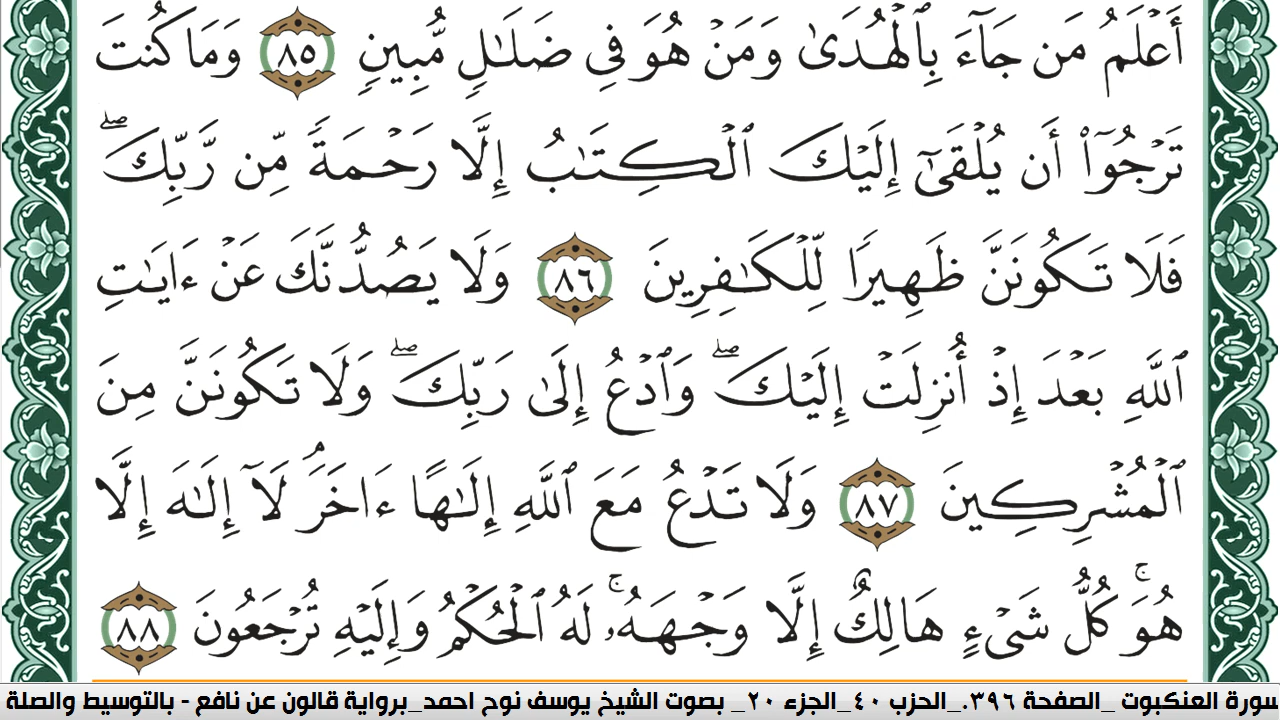 أَعۡلَمُ مَن جَآءَ بِٱلۡهُدَىٰ وَمَنۡ هُوَ فِي ضَلَٰلٖ مُّبِينٖ ٨٥ وَمَا كُنتَ
تَرۡجُوٓاْ أَن يُلۡقَىٰٓ إِلَيۡكَ ٱلۡكِتَٰبُ إِلَّا رَحۡمَةٗ مِّن رَّبِّكَۖ
فَلَا تَكُونَنَّ ظَهِيرٗا لِّلۡكَٰفِرِينَ ٨٦ وَلَا يَصُدُّنَّكَ عَنۡ ءَايَٰتِ
ٱللَّهِ بَعۡدَ إِذۡ أُنزِلَتۡ إِلَيۡكَۖ وَٱدۡعُ إِلَىٰ رَبِّكَۖ وَلَا تَكُونَنَّ مِنَ
ٱلۡمُشۡرِكِينَ ٨٧ وَلَا تَدۡعُ مَعَ ٱللَّهِ إِلَٰهًا ءَاخَرَۘ لَآ إِلَٰهَ إِلَّا
هُوَۚ كُلُّ شَيۡءٍ هَالِكٌ إِلَّا وَجۡهَهُۥۚ لَهُ ٱلۡحُكۡمُ وَإِلَيۡهِ تُرۡجَعُونَ ٨٨
سورة العنكبوت _الصفحة ٣٩٦._الحزب ٤٠_الجزء ٢٠_ بصوت الشيخ يوسف نوح احمد_برواية قالون عن نافع - بالتوسيط والصلة